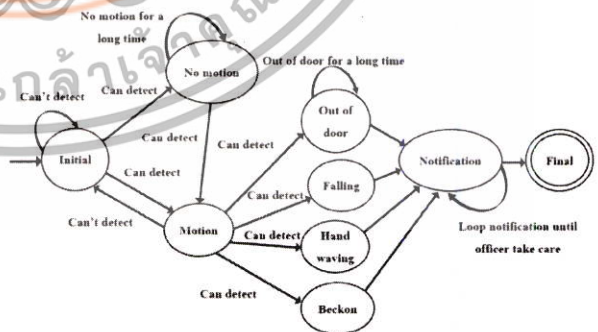 No motion for a
long time
No motion
Out of door for a long time
Can't detect
Can detect
Out of
door
Can detect
Can detect
Initial
Can detect
Notification
Final
Falling
Can detect
Can't detect
Motion
Can detect
Hand
waving
Loop notification until
officer take care
Can detect
Beckon